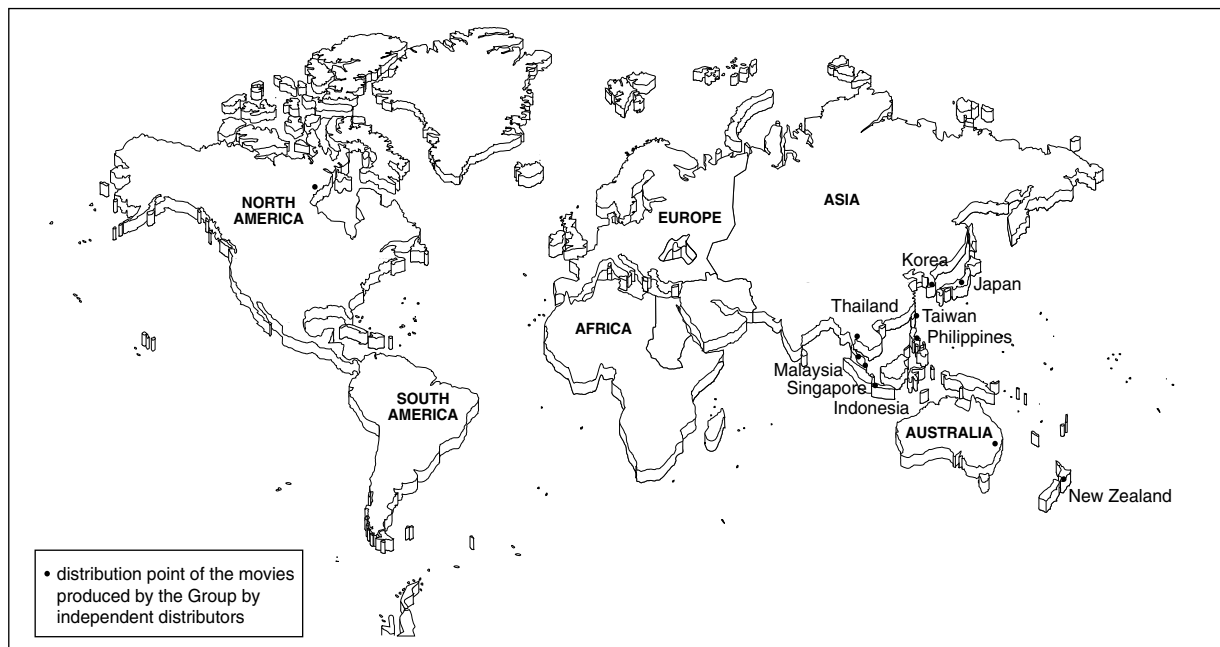 NORTH
AMERICA
EUROPE
ASIA
Korea
Japan
Thailand
Taiwan
Philippines
AFRICA
Malaysia
Singapore
Indonesia
SOUTH
AMERICA
AUSTRALIA
New Zealand
• distribution point of the movies
produced by the Group by
independent distributors